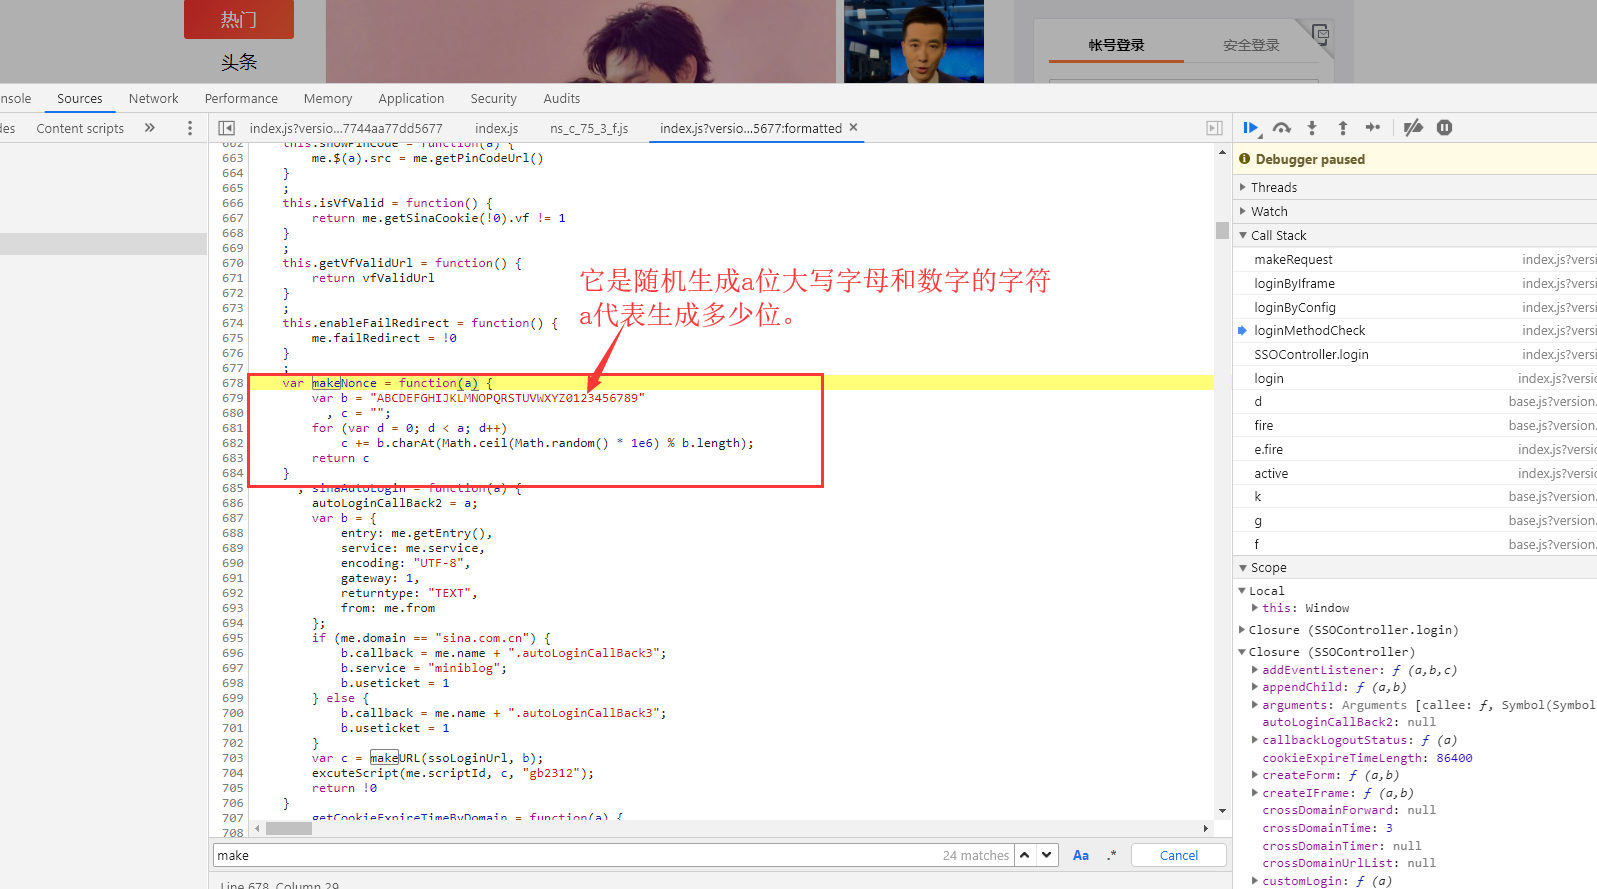 热门
头条
帐号登录
安全登录
nsole Sources Network Performance Memory Application Security Audits
des Content scripts »
index.js?versio...7744aa77dd5677 index.js ns_c_75_3_f.js index.js?versio...5677:formatted ×
662 this.showPinCode = function(a) {
663 me.$(a).src = me.getPinCodeUrl()
664 }
665 ;
666 this.isVfValid = function() {
667 return me.getSinaCookie(!0).vf != 1
668 }
669 ;
670 this.getVfValidUrl = function() {
671 return vfValidUrl
672 }
673 ;
674 this.enableFailRedirect = function() {
675 me.failRedirect = !0
676 }
677 ;
678 var makeNonce = function(a) {
679 var b = "ABCDEFGHIJKLMNOPQRSTUVWXYZ0123456789"
680 , c = "";
681 for (var d = 0; d < a; d++)
682 c += b.charAt(Math.ceil(Math.random() * 1e6) % b.length);
683 return c
684 }
685 , sinaAutoLogin = function(a) {
686 autoLoginCallBack2 = a;
687 var b = {
688 entry: me.getEntry(),
689 service: me.service,
690 encoding: "UTF-8",
691 gateway: 1,
692 returntype: "TEXT",
693 from: me.from
694 };
695 if (me.domain == "sina.com.cn") {
696 b.callback = me.name + ".autoLoginCallBack3";
697 b.service = "miniblog";
698 b.useticket = 1
699 } else {
700 b.callback = me.name + ".autoLoginCallBack3";
701 b.useticket = 1
702 }
703 var c = makeURL(ssoLoginUrl, b);
704 excuteScript(me.scriptId, c, "gb2312");
705 return !0
706 }
707 getCookieExpireTimeByDomain = function(a) {
708
它是随机生成a位大写字母和数字的字符
a代表生成多少位。
make 24 matches Aa .* Cancel
Line 678, Column 29
Debugger paused
Threads
Watch
Call Stack
makeRequest index.js?versi
loginByIframe index.js?versi
loginByConfig index.js?versi
loginMethodCheck index.js?versi
SSOController.login index.js?versi
login index.js?versio
d base.js?version.
fire base.js?version.
e.fire index.js?versio
active index.js?versio
k base.js?version.
g base.js?version.
f base.js?version.
Scope
Local
this: Window
Closure (SSOController.login)
Closure (SSOController)
addEventListener: ƒ (a,b,c)
appendChild: ƒ (a,b)
arguments: Arguments [callee: ƒ, Symbol(Symbol
autoLoginCallBack2: null
callbackLogoutStatus: ƒ (a)
cookieExpireTimeLength: 86400
createForm: ƒ (a,b)
createIFrame: ƒ (a,b)
crossDomainForward: null
crossDomainTime: 3
crossDomainTimer: null
crossDomainUrlList: null
customLogin: ƒ (a)